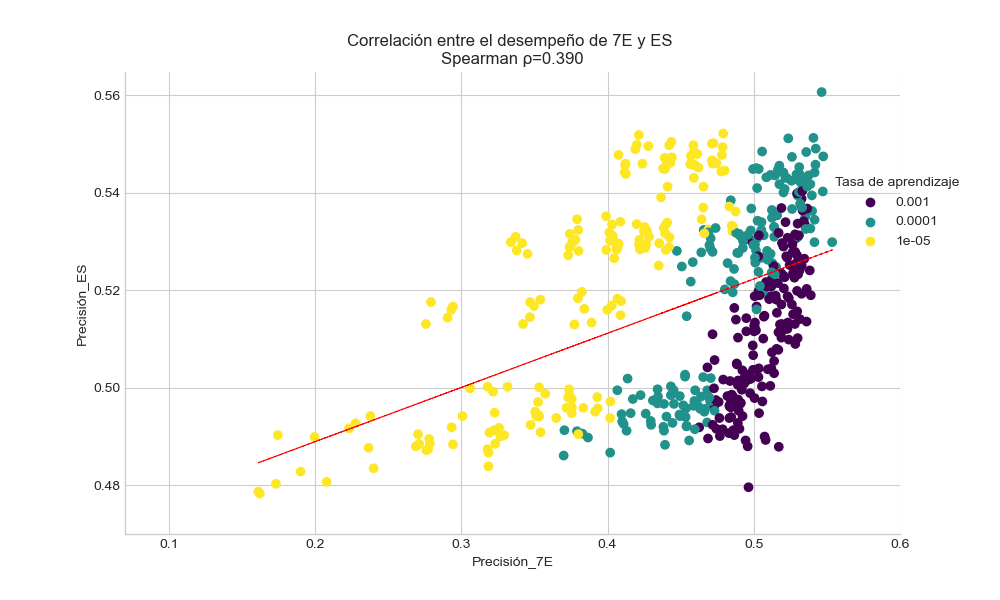 Correlación entre el desempeño de 7E y ES
Spearman ρ=0.390
Precisión_ES
0.56
0.54
0.52
0.50
0.48
Tasa de aprendizaje
0.001
0.0001
1e-05
0.1
0.2
0.3
0.4
0.5
0.6
Precisión_7E